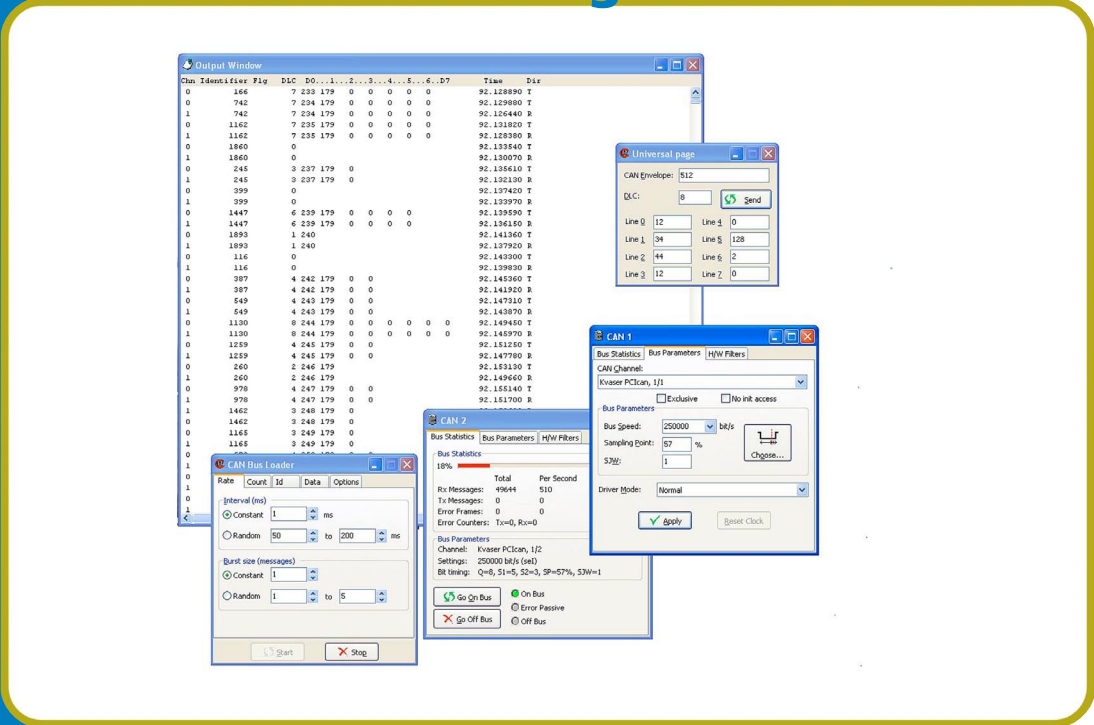 Output Window
Chn Identifier Flg DLC D0...1...2...3...4...5...6..D7 Time Dir
0 166 7 233 179 0 0 0 0 0 92.128890 T
0 742 7 234 179 0 0 0 0 0 92.129880 T
1 742 7 234 179 0 0 0 0 0 92.126440 R
0 1162 7 235 179 0 0 0 0 0 92.131820 T
1 1162 7 235 179 0 0 0 0 0 92.128380 R
0 1860 0 92.133540 T
1 1860 0 92.130070 R
0 245 3 237 179 0 92.135610 T
1 245 3 237 179 0 92.132130 R
0 399 0 92.137420 T
1 399 0 92.133970 R
0 1447 6 239 179 0 0 0 0 92.139590 T
1 1447 6 239 179 0 0 0 0 92.136150 R
0 1893 1 240 92.141360 T
1 1893 1 240 92.137920 R
0 116 0 92.143300 T
1 116 0 92.139830 R
0 387 4 242 179 0 0 92.145360 T
1 387 4 242 179 0 0 92.141920 R
0 549 4 243 179 0 0 92.147310 T
1 549 4 243 179 0 0 92.143870 R
0 1130 8 244 179 0 0 0 0 0 0 92.149450 T
1 1130 8 244 179 0 0 0 0 0 0 92.145970 R
0 1259 4 245 179 0 0 92.151250 T
1 1259 4 245 179 0 0 92.147780 R
0 260 2 246 179 92.153130 T
1 260 2 246 179 92.149660 R
0 978 4 247 179 0 0 92.155140 T
1 978 4 247 179 0 0 92.151700 R
1 1462 3 248 179 0
0 1462 3 248 179 0
0 1165 3 249 179 0
1 1165 3 249 179 0
0
1
0
1
0
1
Universal page
CAN Envelope: 512
DLC: 8 Send
Line 0 12 Line 4 0
Line 1 34 Line 5 128
Line 2 44 Line 6 2
Line 3 12 Line 7 0
CAN 1
Bus Statistics Bus Parameters H/W Filters
CAN Channel:
Kvaser PCIcan, 1/1
Exclusive No init access
Bus Parameters
Bus Speed: 250000 bit/s
Sampling Point: 57 %
SJW: 1
Choose...
Driver Mode: Normal
Apply Reset Clock
CAN 2
Bus Statistics Bus Parameters H/W Filters
Bus Statistics
18%
Total Per Second
Rx Messages: 49644 510
Tx Messages: 0 0
Error Frames: 0 0
Error Counters: Tx=0, Rx=0
Bus Parameters
Channel: Kvaser PCIcan, 1/2
Settings: 250000 bit/s (sel)
Bit timing: Q=8, S1=5, S2=3, SP=57%, SJW=1
Go On Bus On Bus
Error Passive
Go Off Bus Off Bus
CAN Bus Loader
Rate Count Id Data Options
Interval (ms)
Constant 1 ms
Random 50 to 200 ms
Burst size (messages)
Constant 1
Random 1 to 5
Start Stop